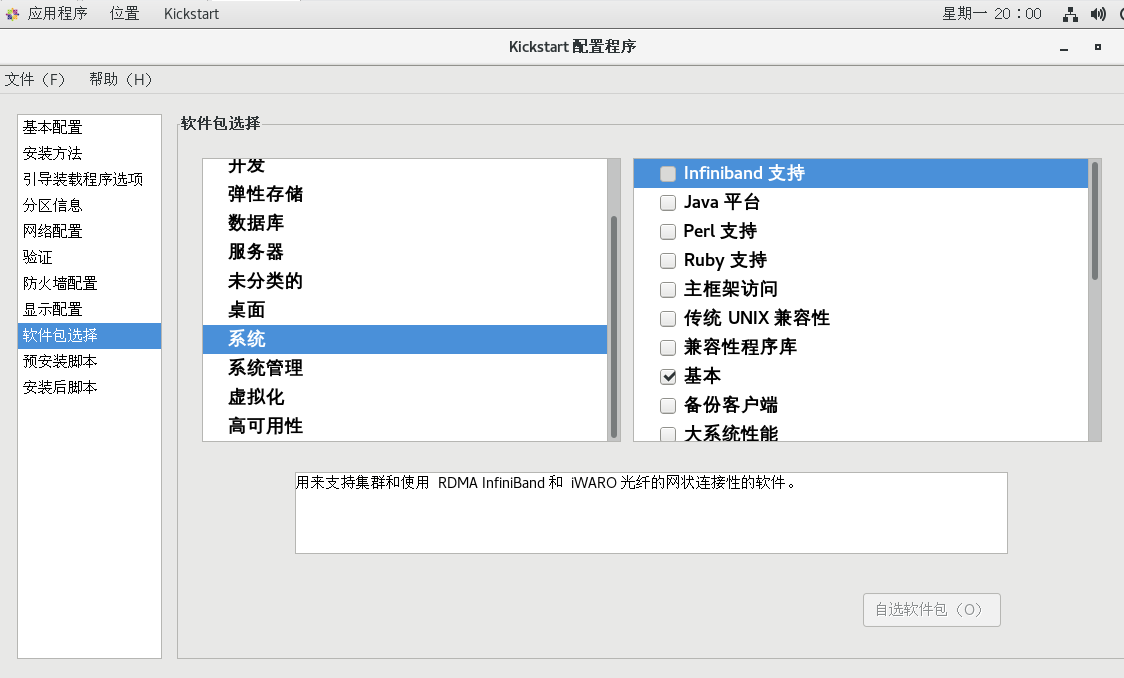 应用程序 位置 Kickstart 星期一 20：00
Kickstart 配置程序
文件（F） 帮助（H）
基本配置
安装方法
引导装载程序选项
分区信息
网络配置
验证
防火墙配置
显示配置
软件包选择
预安装脚本
安装后脚本
软件包选择
开发
弹性存储
数据库
服务器
未分类的
桌面
系统
系统管理
虚拟化
高可用性
Infiniband 支持
Java 平台
Perl 支持
Ruby 支持
主框架访问
传统 UNIX 兼容性
兼容性程序库
基本
备份客户端
大系统性能
用来支持集群和使用 RDMA InfiniBand 和 iWARO 光纤的网状连接性的软件。
自选软件包（O）